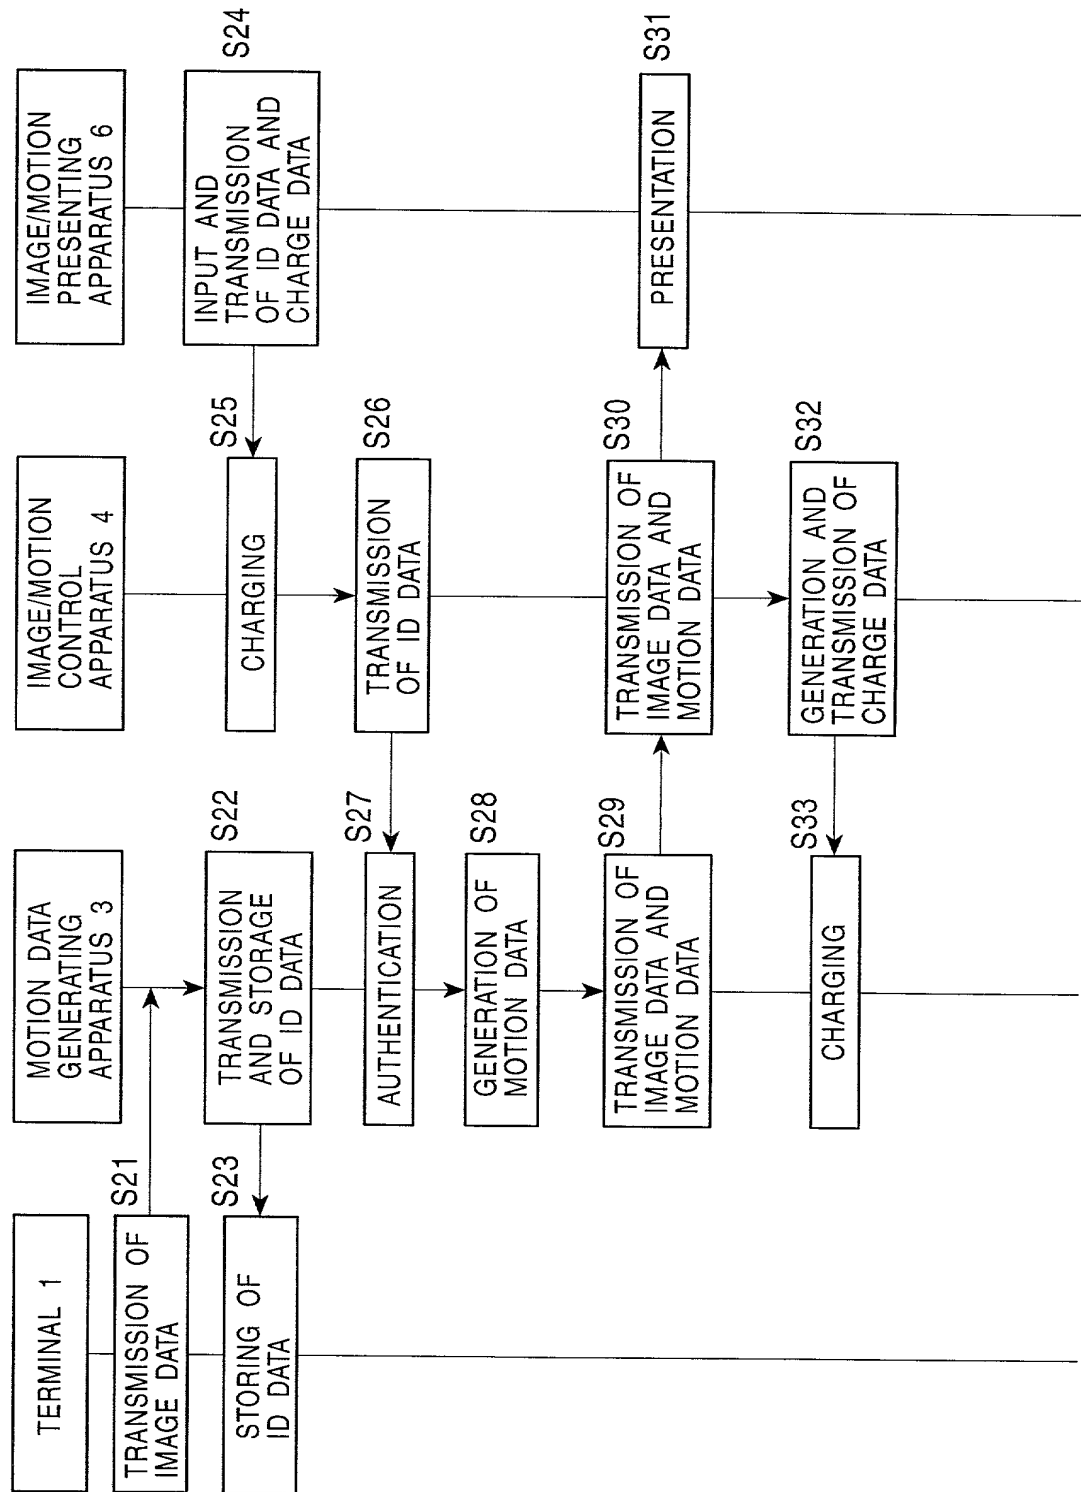 TERMINAL 1
MOTION DATA
GENERATING
APPARATUS 3
IMAGE/MOTION
CONTROL
APPARATUS 4
IMAGE/MOTION
PRESENTING
APPARATUS 6
S21
TRANSMISSION OF
IMAGE DATA
S22
TRANSMISSION
AND STORAGE
OF ID DATA
S23
STORING OF
ID DATA
S24
INPUT AND
TRANSMISSION
OF ID DATA AND
CHARGE DATA
S25
CHARGING
S26
TRANSMISSION
OF ID DATA
S27
AUTHENTICATION
S28
GENERATION OF
MOTION DATA
S29
TRANSMISSION OF
IMAGE DATA AND
MOTION DATA
S30
TRANSMISSION OF
IMAGE DATA AND
MOTION DATA
S31
PRESENTATION
S32
GENERATION AND
TRANSMISSION OF
CHARGE DATA
S33
CHARGING